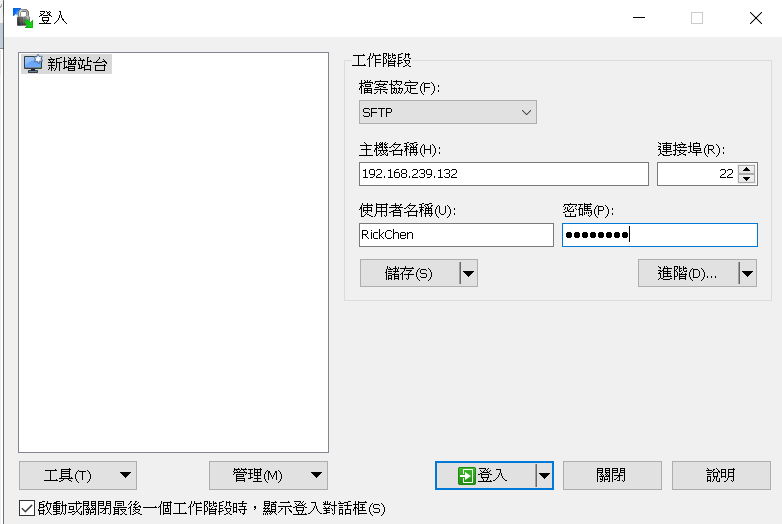 登入
新增站台
工作階段
檔案協定(F):
SFTP
主機名稱(H): 連接埠(R):
192.168.239.132 22
使用者名稱(U): 密碼(P):
RickChen ●●●●●●●●
儲存(S) 進階(D)...
工具(T) 管理(M) 登入 關閉 說明
啟動或關閉最後一個工作階段時，顯示登入對話框(S)